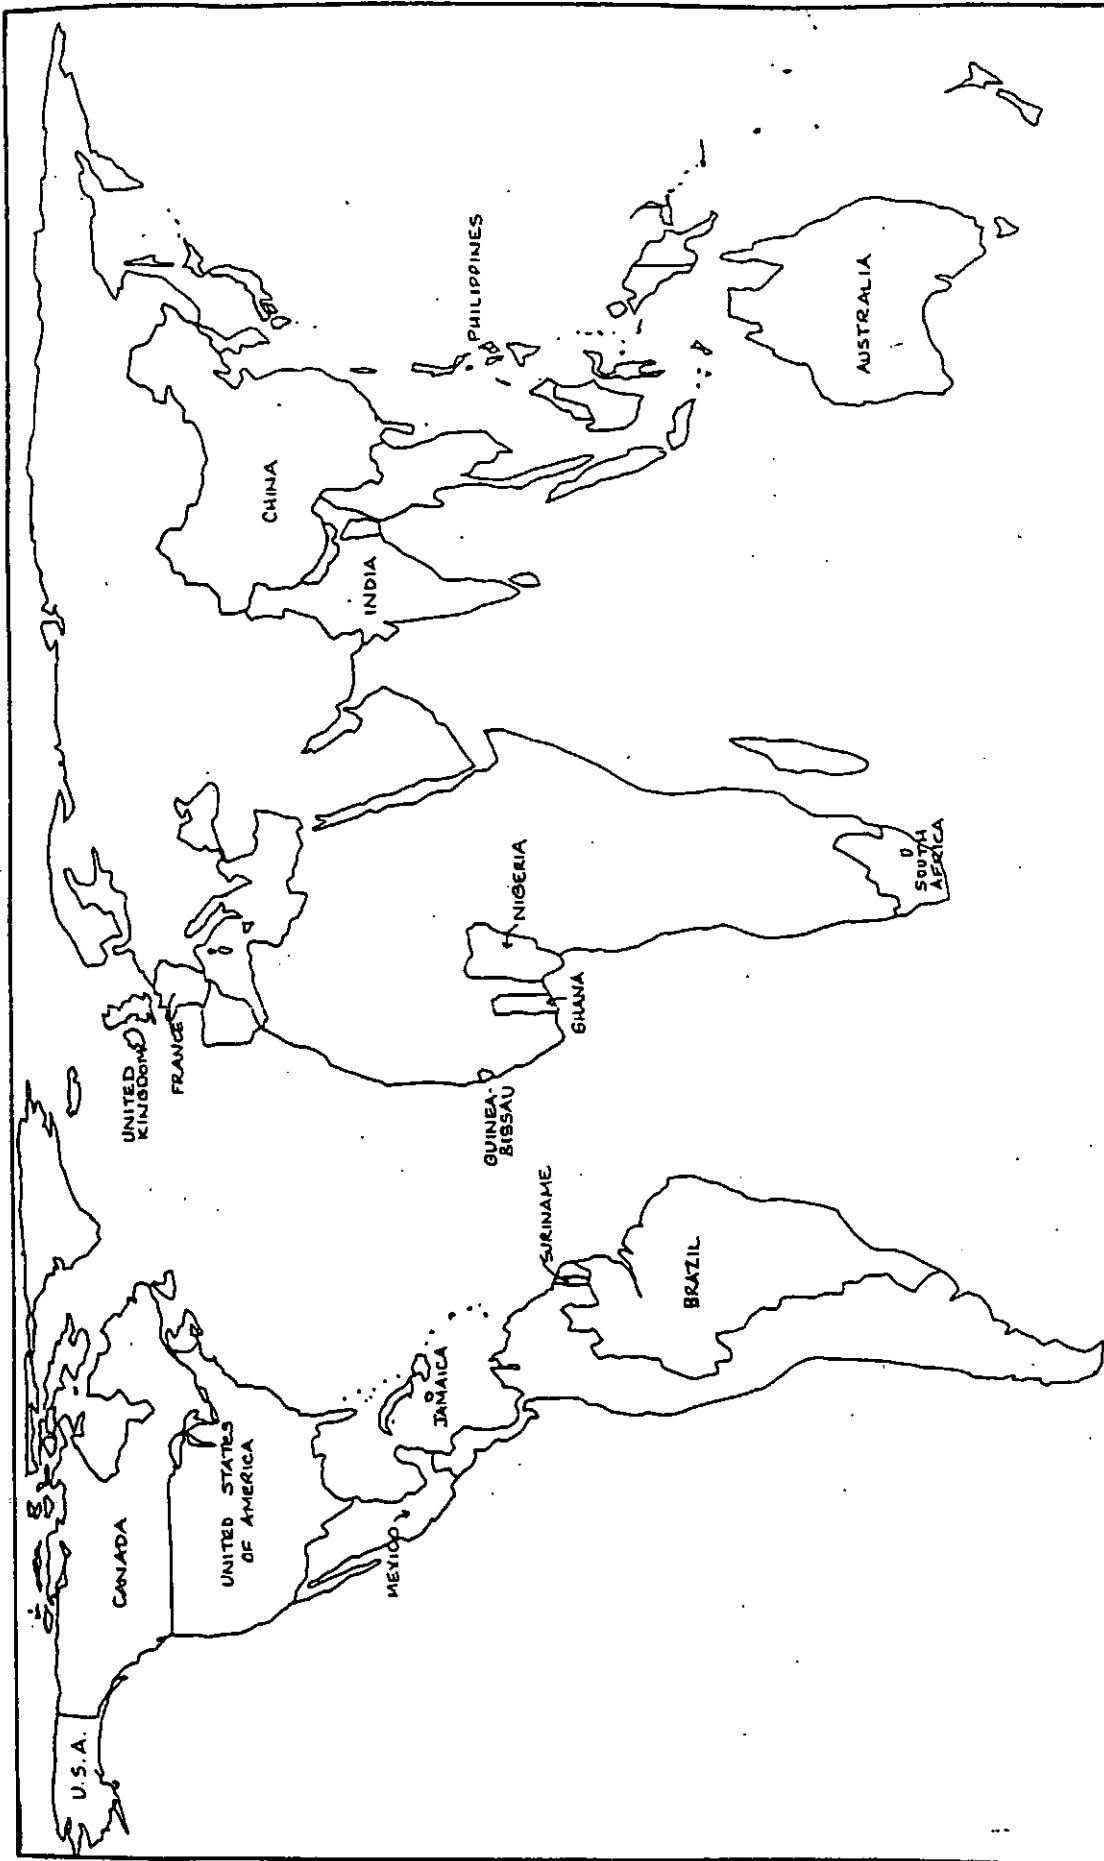 U.S.A.
CANADA
UNITED STATES
OF AMERICA
MEXICO
JAMAICA
SURINAME
BRAZIL
UNITED
KINGDOM
FRANCE
GUINEA-
BISSAU
GHANA
NIGERIA
SOUTH
AFRICA
INDIA
CHINA
PHILIPPINES
AUSTRALIA